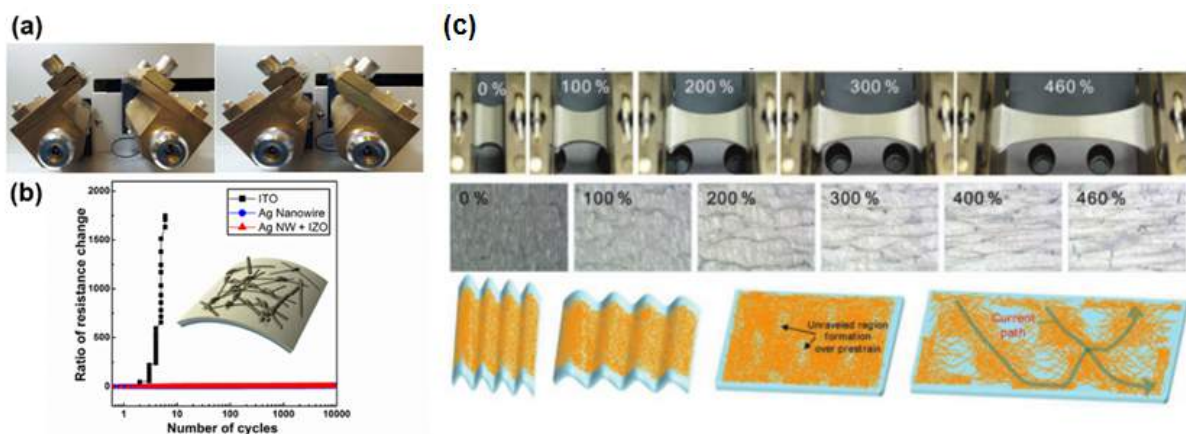 (a)
(b)
2000
1500
1000
500
0
Ratio of resistance change
1
10
100
1000
10000
Number of cycles
ITO
Ag Nanowire
Ag NW + IZO
(c)
0 %
100 %
200 %
300 %
460 %
0 %
100 %
200 %
300 %
400 %
460 %
Unraveled region
formation
over prestrain
Current
path